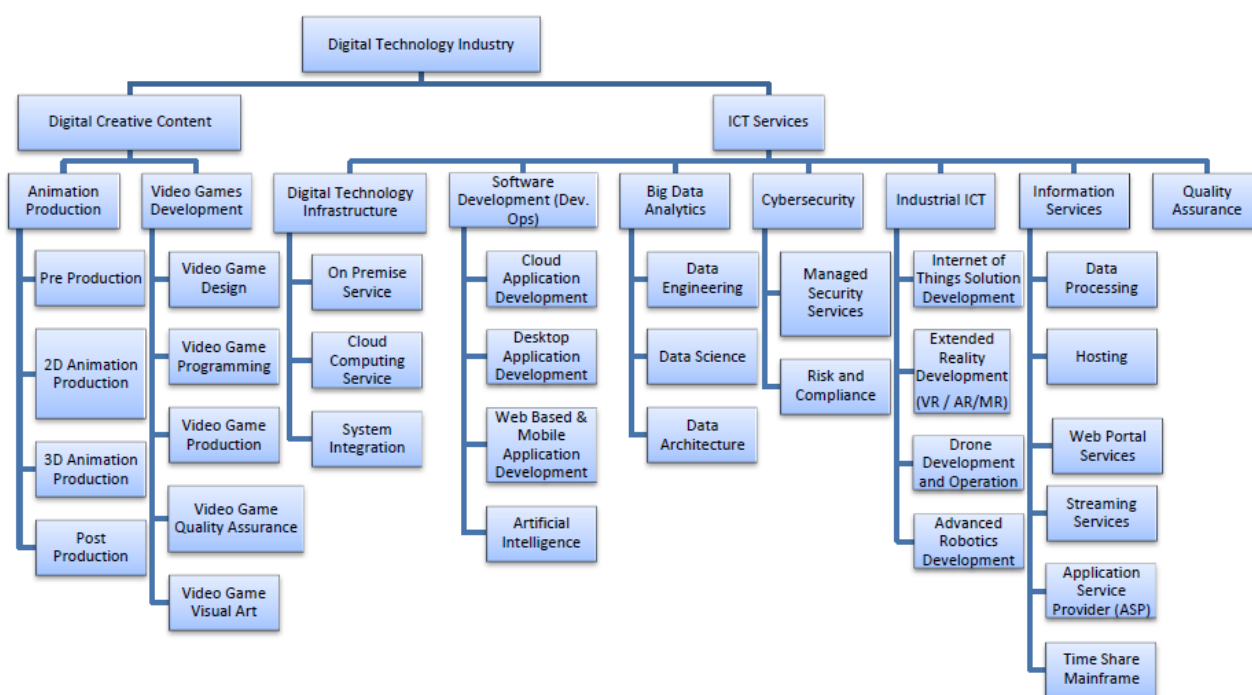 Digital Technology Industry
Digital Creative Content
ICT Services
Animation
Production
Video Games
Development
Digital Technology
Infrastructure
Software
Development (Dev.
Ops)
Big Data
Analytics
Cybersecurity
Industrial ICT
Information
Services
Quality
Assurance
Pre Production
2D Animation
Production
3D Animation
Production
Post
Production
Video Game
Design
Video Game
Programming
Video Game
Production
Video Game
Quality Assurance
Video Game
Visual Art
On Premise
Service
Cloud
Computing
Service
System
Integration
Cloud
Application
Development
Desktop
Application
Development
Web Based &
Mobile
Application
Development
Artificial
Intelligence
Data
Engineering
Data Science
Data
Architecture
Managed
Security
Services
Risk and
Compliance
Internet of
Things Solution
Development
Extended
Reality
Development
(VR / AR/MR)
Drone
Development
and Operation
Advanced
Robotics
Development
Data
Processing
Hosting
Web Portal
Services
Streaming
Services
Application
Service
Provider (ASP)
Time Share
Mainframe